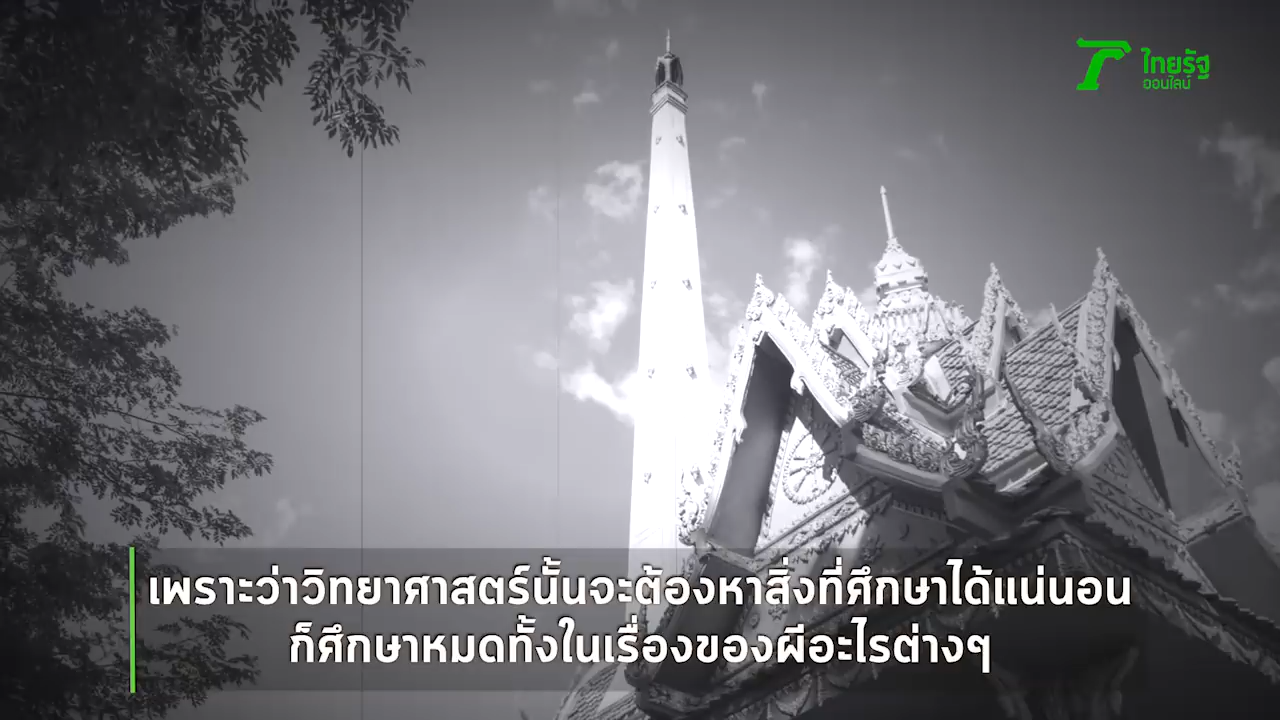 ไทยรัฐ
ออนไลน์
เพราะว่าวิทยาศาสตร์นั้นจะต้องหาสิ่งที่ศึกษาได้แน่นอน
ก็ศึกษาหมดทั้งในเรื่องของผีอะไรต่างๆ